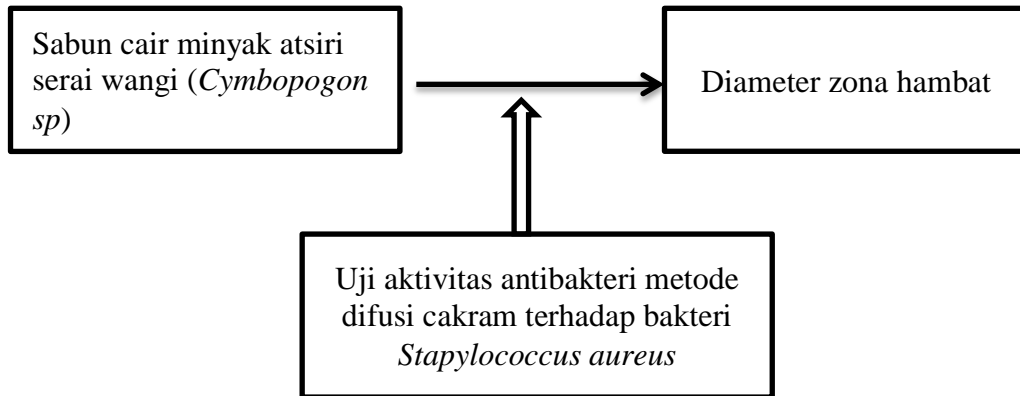 Sabun cair minyak atsiri
serai wangi (Cymbopogon
sp)
Diameter zona hambat
Uji aktivitas antibakteri metode
difusi cakram terhadap bakteri
Stapylococcus aureus